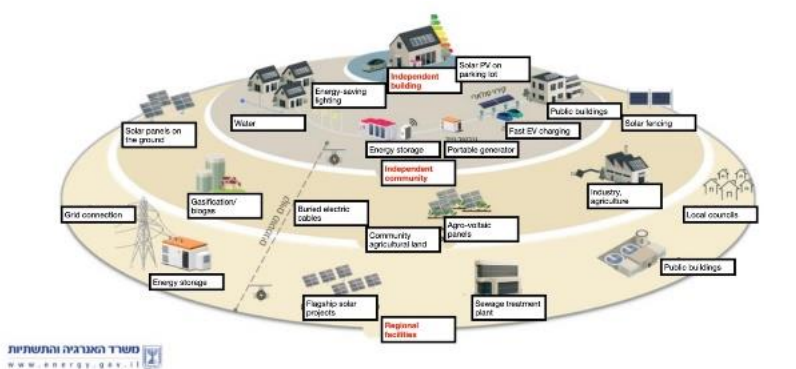 Independent
building
Solar PV on
parking lot
Energy-saving
lighting
Solar panels on
the ground
Water
Public buildings
Solar fencing
Fast EV charging
Energy storage
Portable generator
Independent
community
Gasification/
biogas
Buried electric
cables
Industry,
agriculture
Grid connection
Community
agricultural land
Agro-voltaic
panels
Local councils
Energy storage
Public buildings
Flagship solar
projects
Sewage treatment
plant
Regional
facilities
משרד האנרגיה והתשתיות
www.energy.gov.il